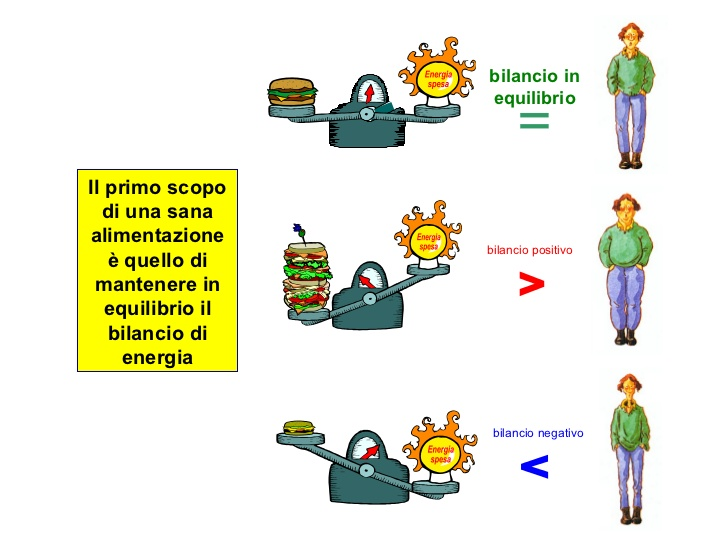 Il primo scopo
di una sana
alimentazione
è quello di
mantenere in
equilibrio il
bilancio di
energia
Energia
spesa
bilancio in
equilibrio
=
Energia
spesa
bilancio positivo
>
Energia
spesa
bilancio negativo
<